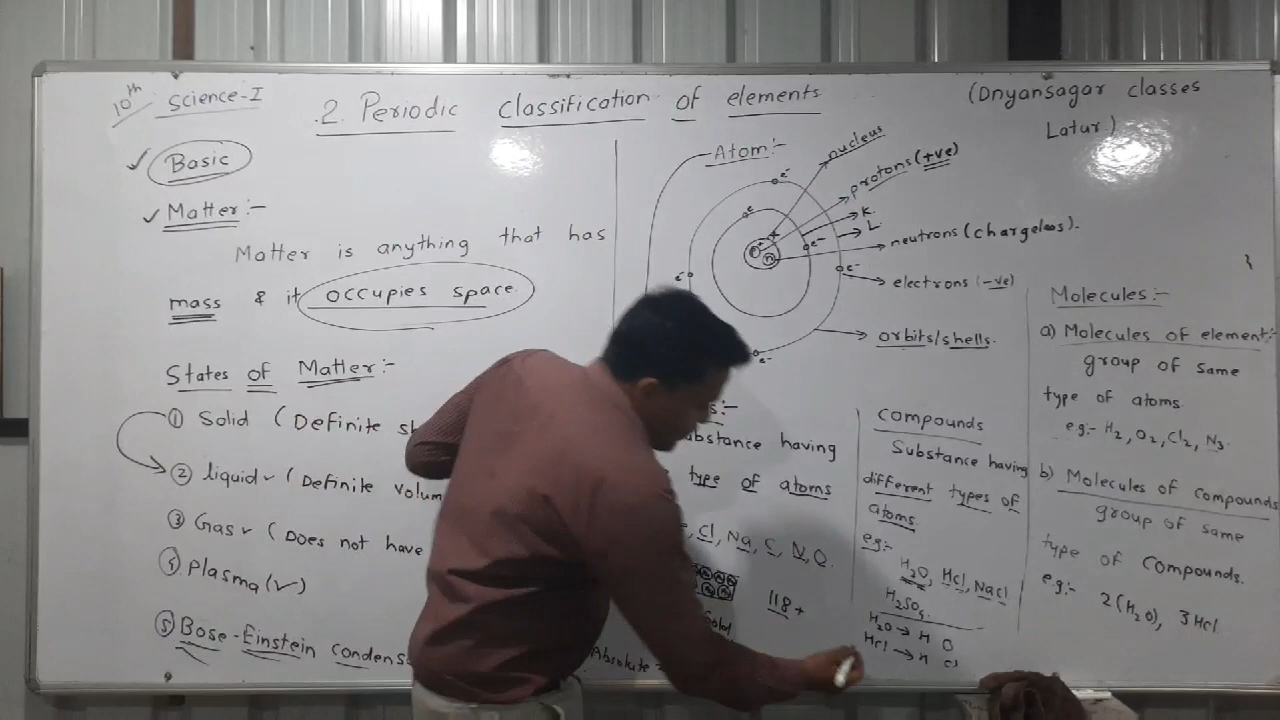 10th Science-I
2. Periodic classification of elements
(Dnyansagar classes
Latur)
Basic
Matter:-
Matter is anything that has
mass & it occupies space.
States of Matter:-
① Solid (Definite
② liquid (Definite volum
③ Gas (Does not have
④ Plasma(✓)
⑤ Bose-Einstein condens
Atom:-
nucleus
protons(+ve)
K.
L.
neutrons(chargeless).
electrons (-ve)
orbits/shells.
e-
e
e-
e-
e-
e-
n
s:-
ubstance having
type of atoms
, Cl, Na, C, N, O.
118+
Gold
Absolute
Compounds
Substance having
different types of
atoms.
eg:-
H2O, Hcl, Nacl
H2SO4.
H2O → H O
Hcl → H Cl
Molecules:-
a) Molecules of element:-
group of same
type of atoms.
eg:- H2, O2, Cl2, N3.
b) Molecules of compounds
group of same
type of compounds.
e.g:- 2(H2O), 3Hcl